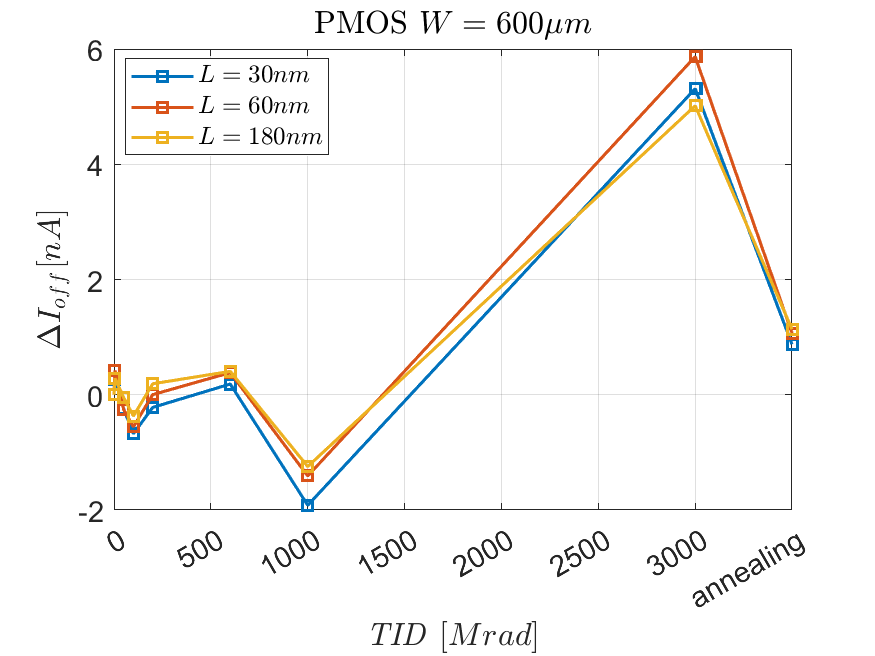 PMOS W = 600μm
L = 30nm
L = 60nm
L = 180nm
6
4
2
0
-2
ΔI_off[nA]
0 500 1000 1500 2000 2500 3000 annealing
TID [Mrad]